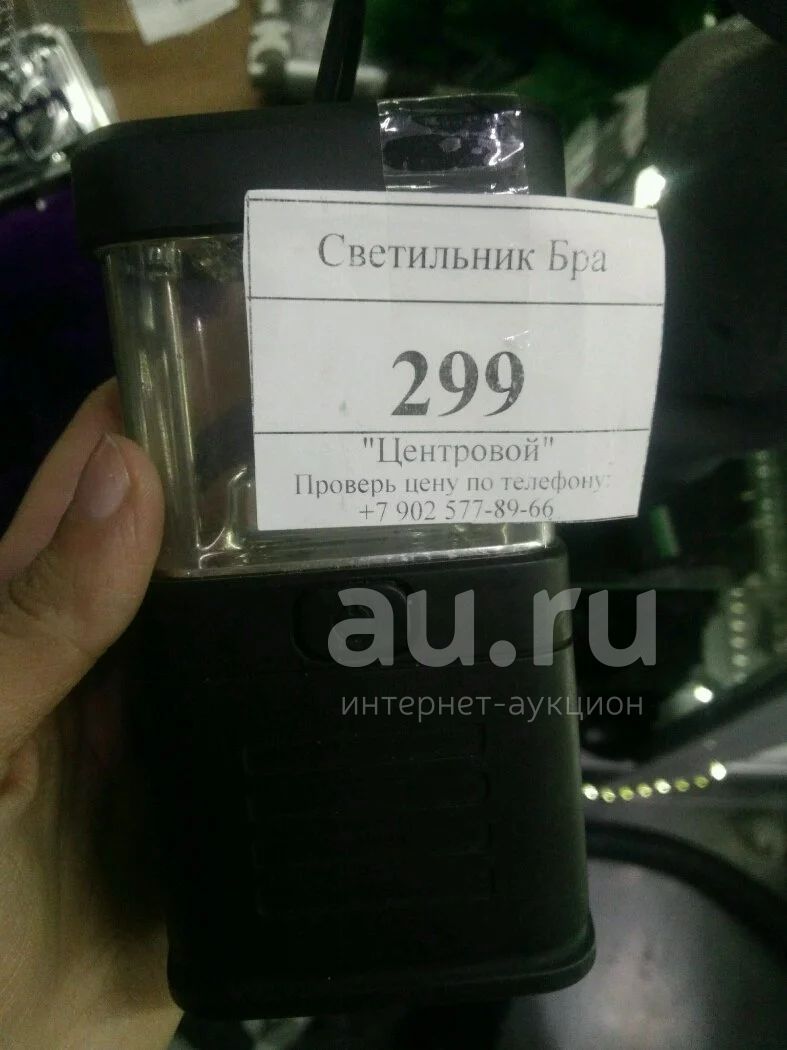 Светильник Бра
299
"Центровой"
Проверь цену по телефону:
+7 902 577-89-66
au.ru
интернет-аукцион